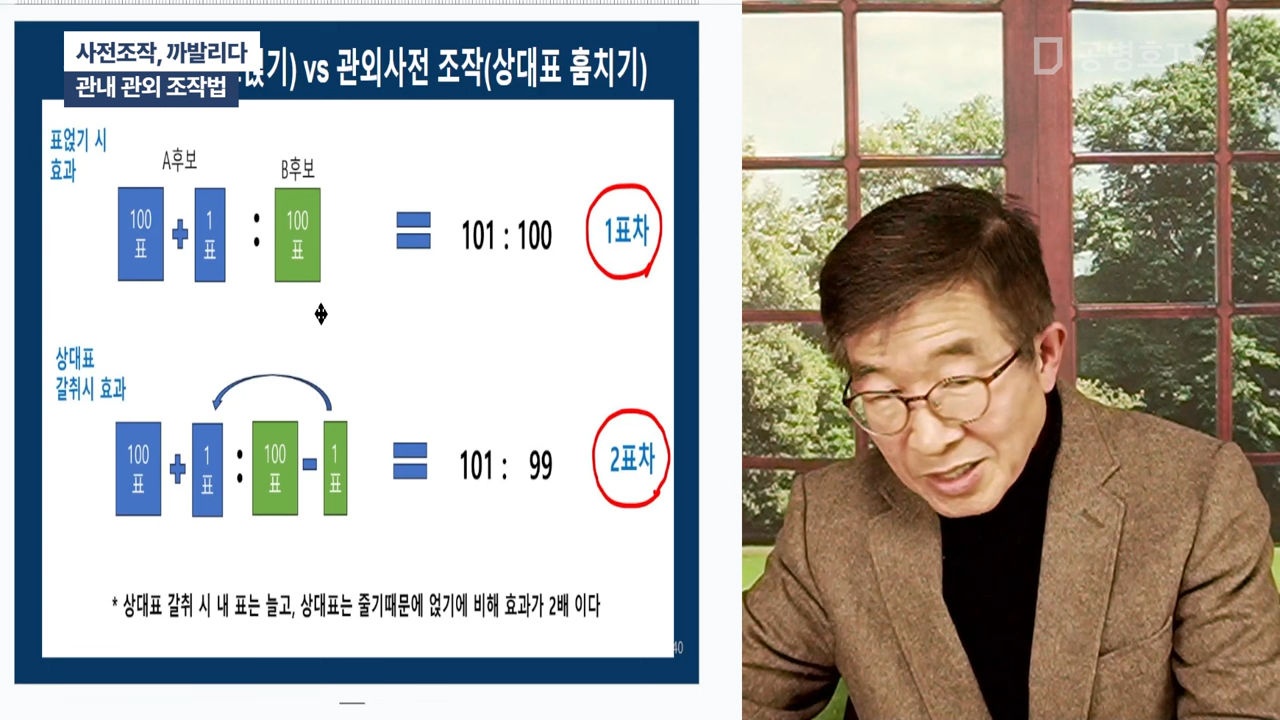 사전조작, 까발리다
관내 관외 조작법
기) vs 관외사전 조작(상대표 훔치기)
표얹기 시
효과
A후보
B후보
100
표
1
표
:
100
표
101 : 100
1표차
상대표
갈취시 효과
100
표
1
표
:
100
표
1
표
101 : 99
2표차
* 상대표 갈취 시 내 표는 늘고, 상대표는 줄기때문에 얹기에 비해 효과가 2배 이다
40
공병호TV